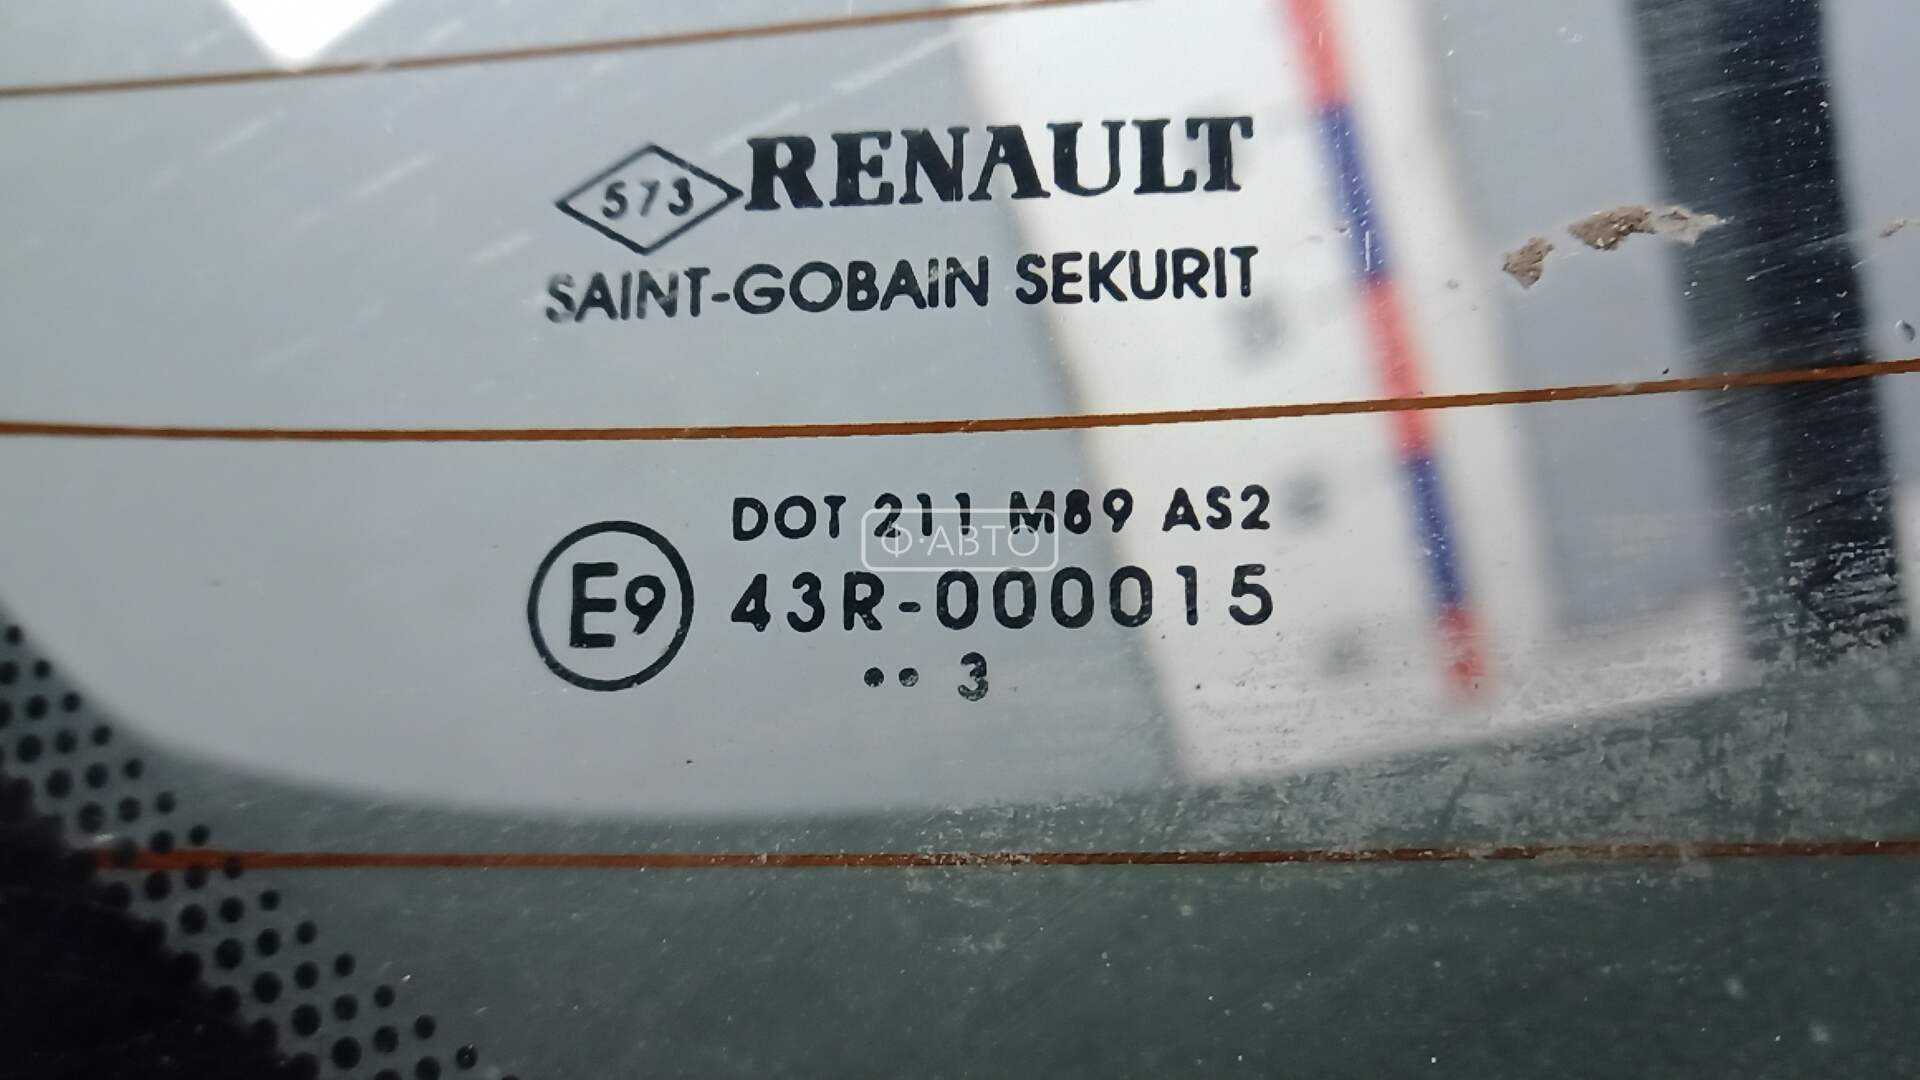 573 RENAULT
SAINT-GOBAIN SEKURIT
DOT 211 M89 AS2
Ф·АВТО
E9 43R-000015
•• 3